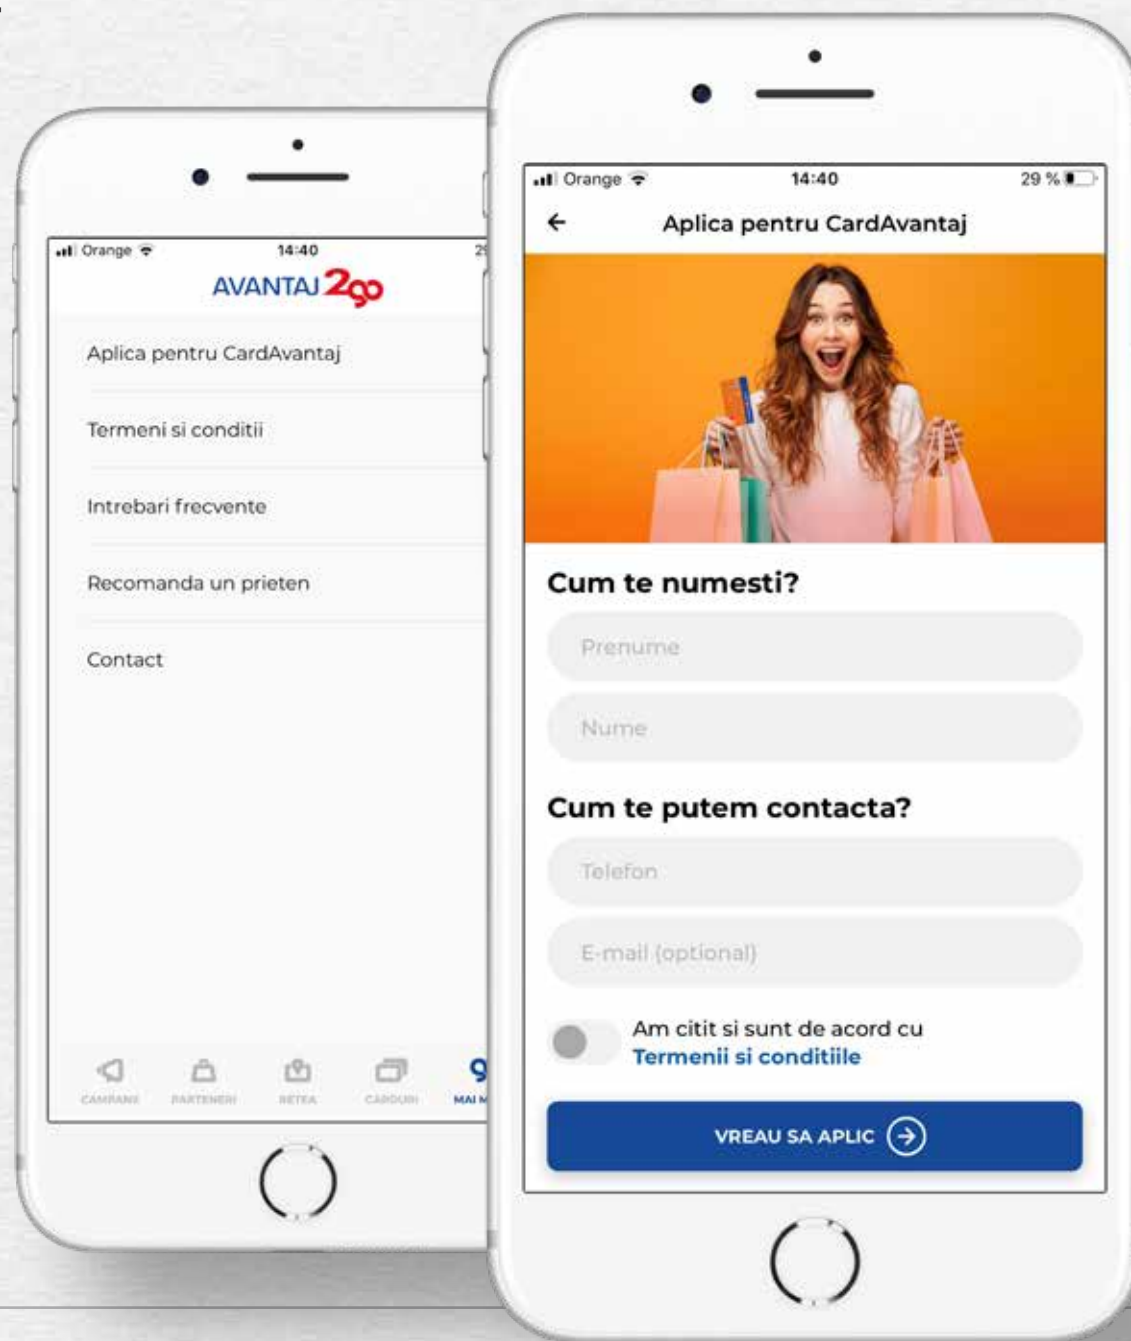 Orange
14:40
AVANTAJ 2go
Aplica pentru CardAvantaj
Termeni si conditii
Intrebari frecvente
Recomanda un prieten
Contact
CAMPANII PARTENERI RETEA CARDURI MAI M
Orange 14:40 29 %
Aplica pentru CardAvantaj
Cum te numesti?
Prenume
Nume
Cum te putem contacta?
Telefon
E-mail (optional)
Am citit si sunt de acord cu
Termenii si conditiile
VREAU SA APLIC